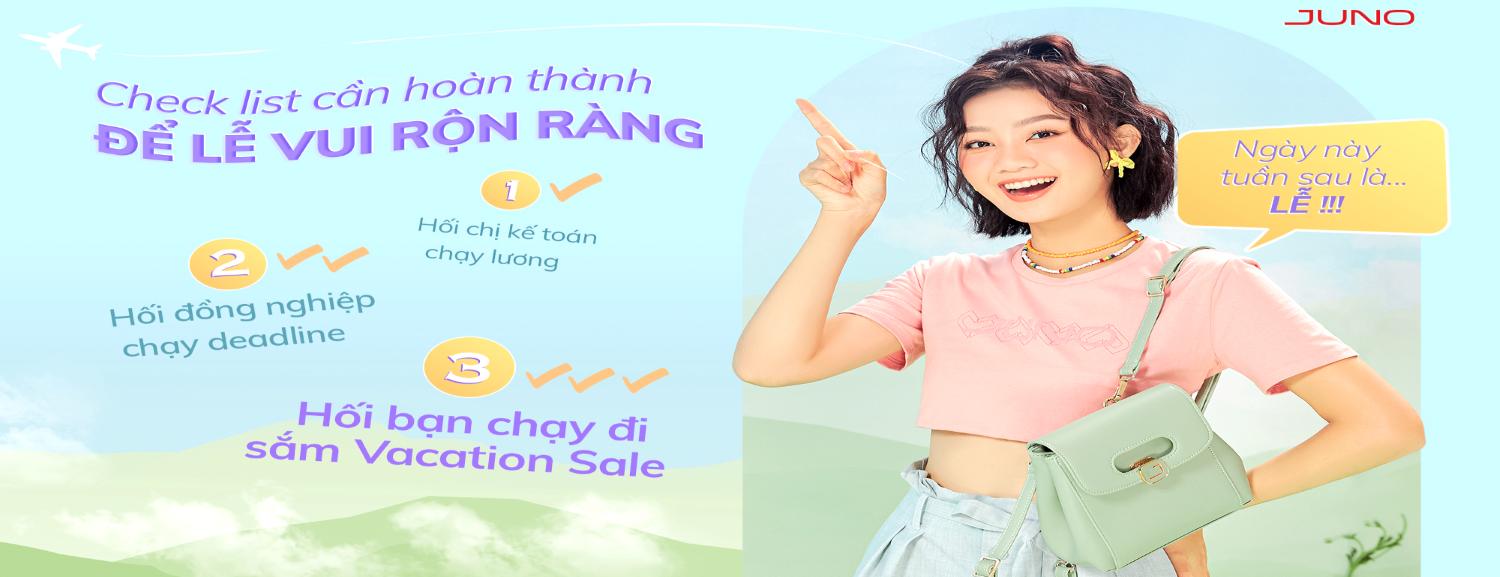 JUNO
Check list cần hoàn thành
ĐỂ LỄ VUI RỘN RÀNG
1
Hối chị kế toán
chạy lương
2
Hối đồng nghiệp
chạy deadline
3
Hối bạn chạy đi
sắm Vacation Sale
Ngày này
tuần sau là...
LỄ !!!